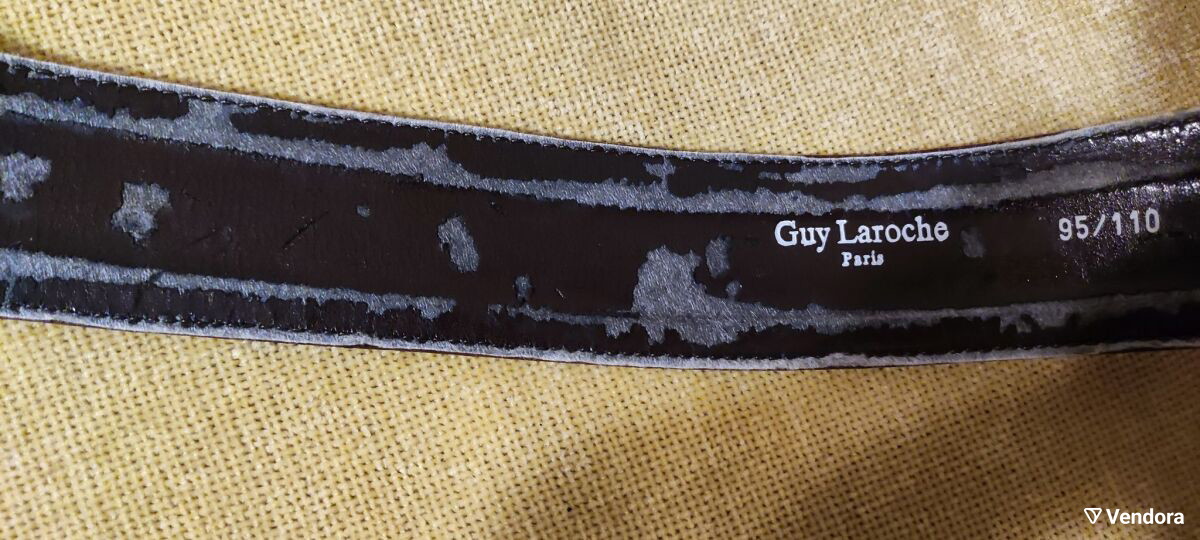 Guy Laroche
Paris
95/110
Vendora